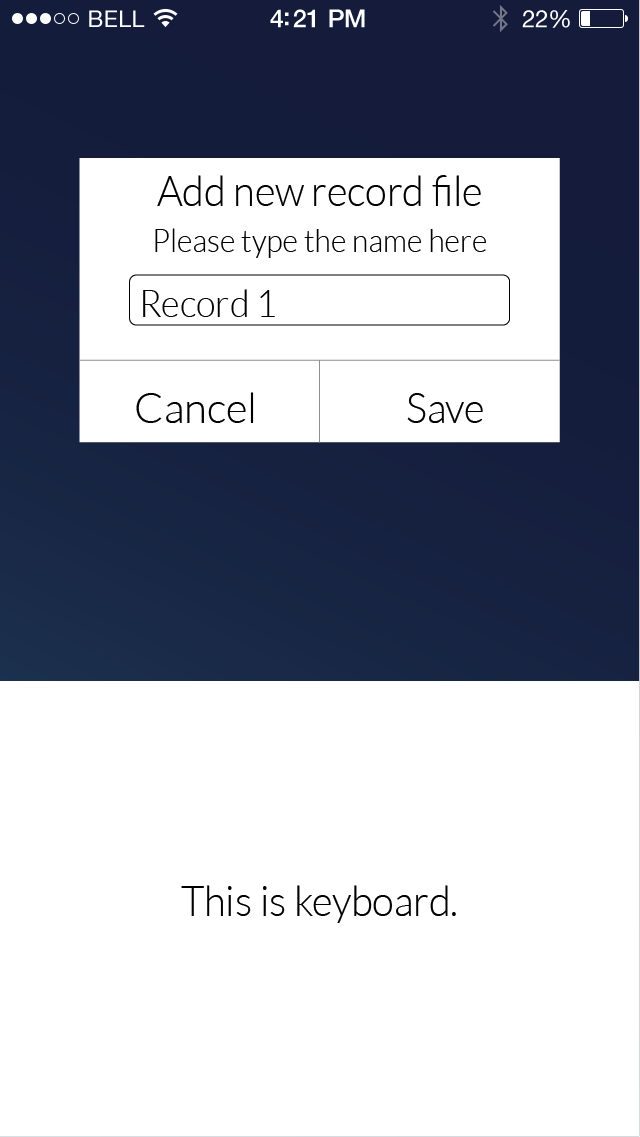 BELL 4:21 PM 22%
Add new record file
Please type the name here
Record 1
Cancel Save
This is keyboard.